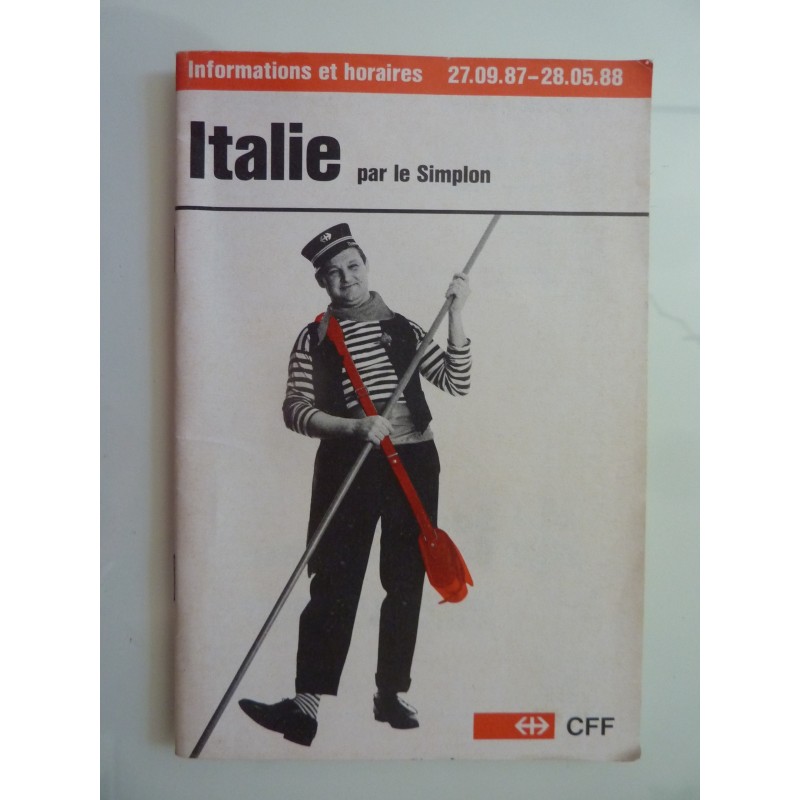 Informations et horaires 27.09.87-28.05.88
Italie par le Simplon
CFF